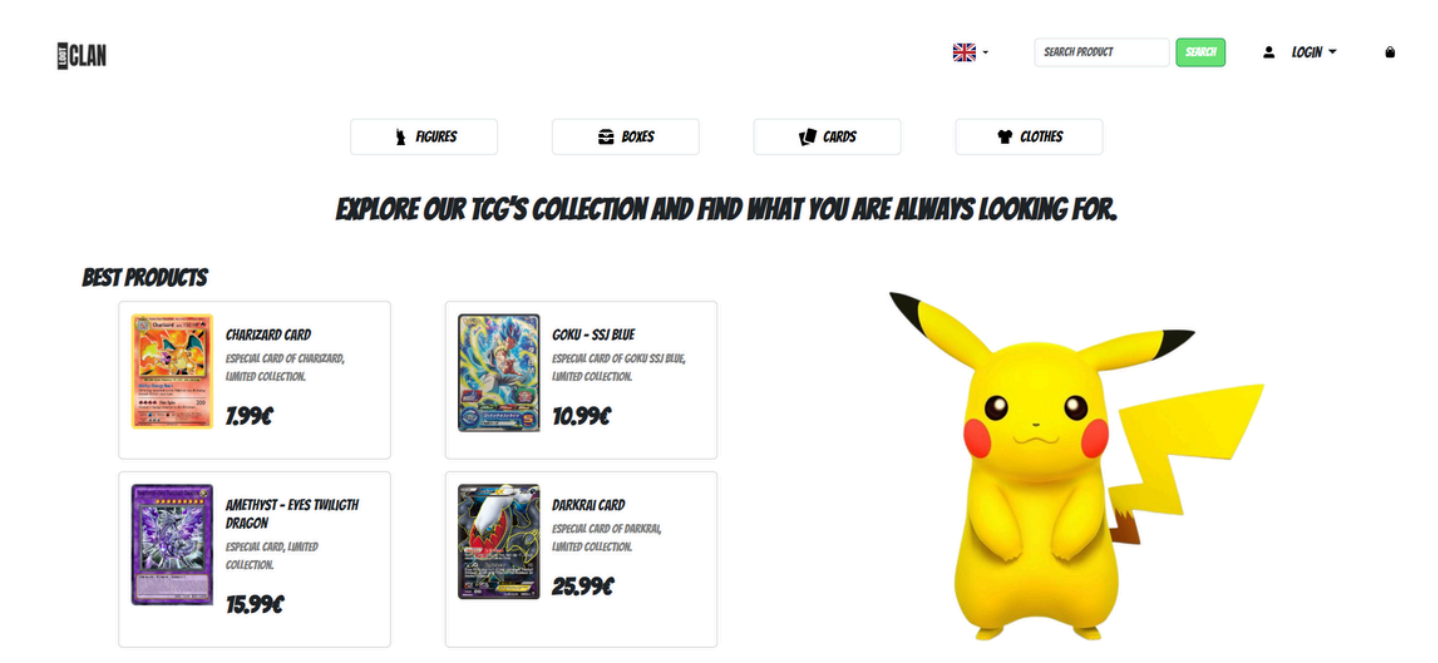 LOOT CLAN
SEARCH PRODUCT
SEARCH
LOGIN
FIGURES
BOXES
CARDS
CLOTHES
EXPLORE OUR TCG'S COLLECTION AND FIND WHAT YOU ARE ALWAYS LOOKING FOR.
BEST PRODUCTS
Charizard
200
CHARIZARD CARD
ESPECIAL CARD OF CHARIZARD,
LIMITED COLLECTION.
7.99€
GOKU - SSJ BLUE
ESPECIAL CARD OF GOKU SSJ BLUE,
LIMITED COLLECTION.
10.99€
AMETHYST - EYES TWILIGTH
DRAGON
ESPECIAL CARD, LIMITED
COLLECTION.
15.99€
DARKRAI CARD
ESPECIAL CARD OF DARKRAI,
LIMITED COLLECTION.
25.99€